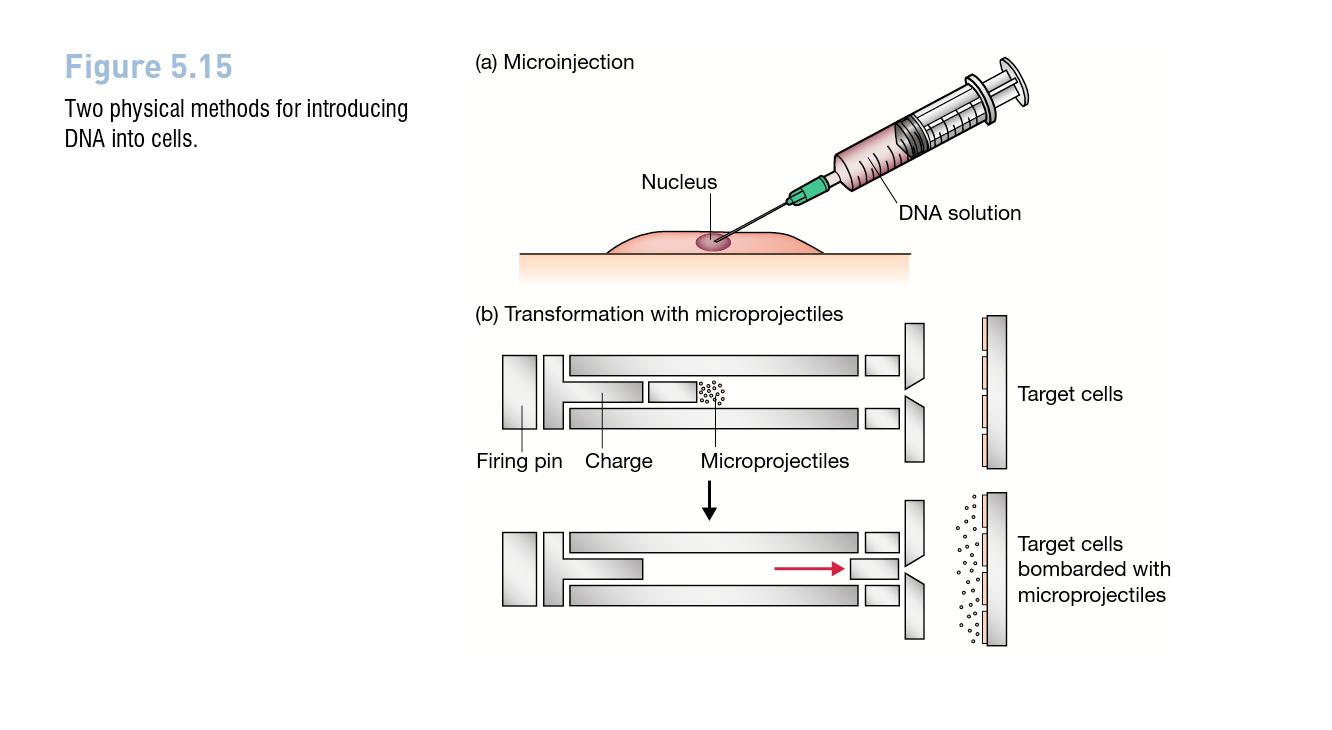 Figure 5.15
Two physical methods for introducing
DNA into cells.
(a) Microinjection
Nucleus
DNA solution
(b) Transformation with microprojectiles
Target cells
Firing pin
Charge
Microprojectiles
Target cells
bombarded with
microprojectiles